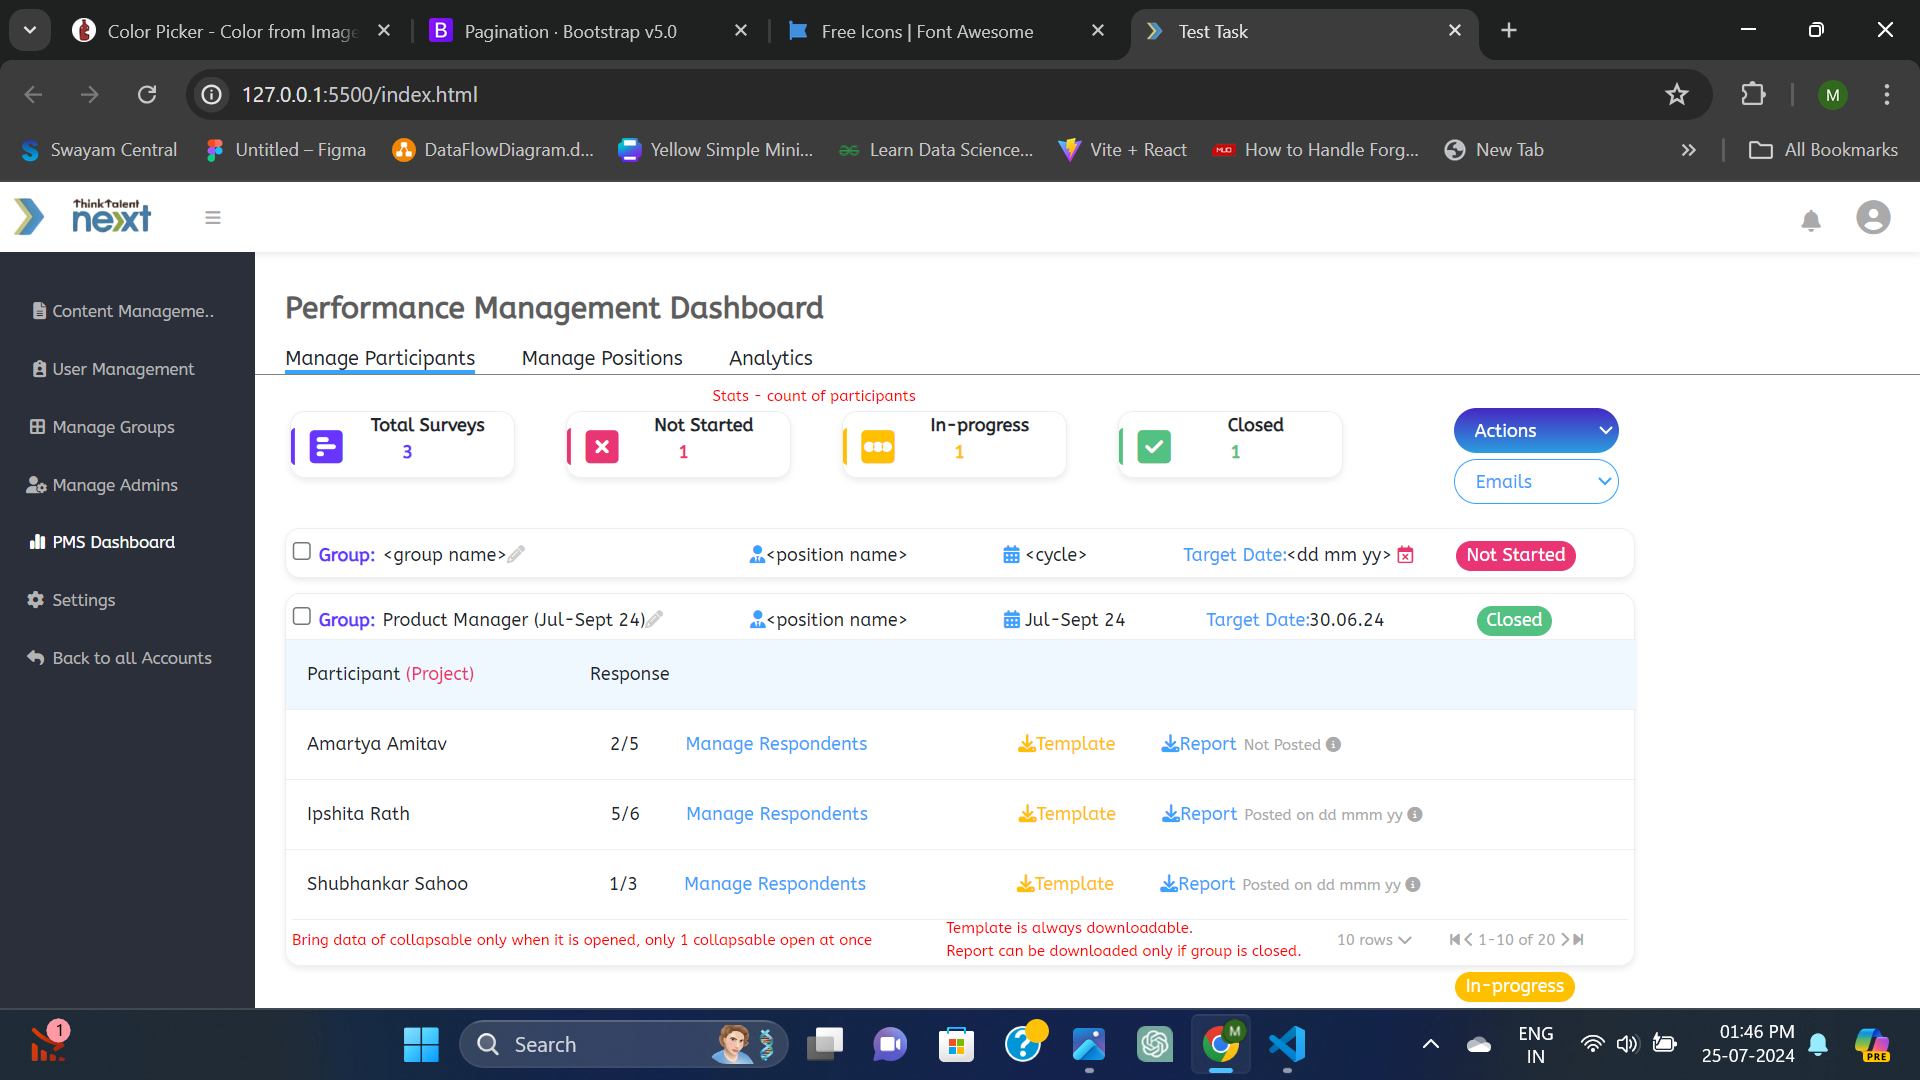 Color Picker - Color from Image
Pagination · Bootstrap v5.0
Free Icons | Font Awesome
Test Task
127.0.0.1:5500/index.html
M
Swayam Central
Untitled – Figma
DataFlowDiagram.d...
Yellow Simple Mini...
Learn Data Science...
Vite + React
How to Handle Forg...
New Tab
All Bookmarks
ThinkTalent
next
Content Manageme..
User Management
Manage Groups
Manage Admins
PMS Dashboard
Settings
Back to all Accounts
Performance Management Dashboard
Manage Participants Manage Positions Analytics
Stats - count of participants
Total Surveys
3
Not Started
1
In-progress
1
Closed
1
Actions
Emails
Group: <group name> <position name> <cycle> Target Date:<dd mm yy> Not Started
Group: Product Manager (Jul-Sept 24) <position name> Jul-Sept 24 Target Date:30.06.24 Closed
Participant (Project) Response
Amartya Amitav 2/5 Manage Respondents Template Report Not Posted
Ipshita Rath 5/6 Manage Respondents Template Report Posted on dd mmm yy
Shubhankar Sahoo 1/3 Manage Respondents Template Report Posted on dd mmm yy
Bring data of collapsable only when it is opened, only 1 collapsable open at once
Template is always downloadable.
Report can be downloaded only if group is closed.
10 rows
1-10 of 20
In-progress
1
Search
M
ENG
IN
01:46 PM
25-07-2024
PRE